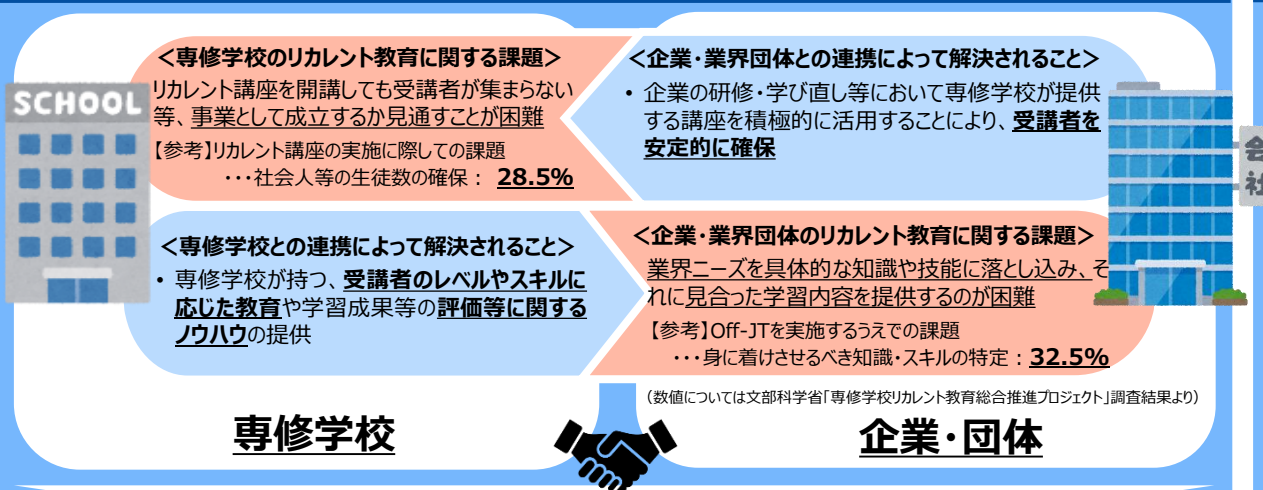 SCHOOL
<専修学校のリカレント教育に関する課題>
リカレント講座を開講しても受講者が集まらない
等、事業として成立するか見通すことが困難
【参考】リカレント講座の実施に際しての課題
・・・社会人等の生徒数の確保： 28.5%
<企業・業界団体との連携によって解決されること>
• 企業の研修・学び直し等において専修学校が提供
する講座を積極的に活用することにより、受講者を
安定的に確保
会
社
<専修学校との連携によって解決されること>
• 専修学校が持つ、受講者のレベルやスキルに
応じた教育や学習成果等の評価等に関する
ノウハウの提供
<企業・業界団体のリカレント教育に関する課題>
業界ニーズを具体的な知識や技能に落とし込み、そ
れに見合った学習内容を提供するのが困難
【参考】Off-JTを実施するうえでの課題
・・・身に着けさせるべき知識・スキルの特定：32.5%
（数値については文部科学省「専修学校リカレント教育総合推進プロジェクト」調査結果より）
専修学校
企業・団体